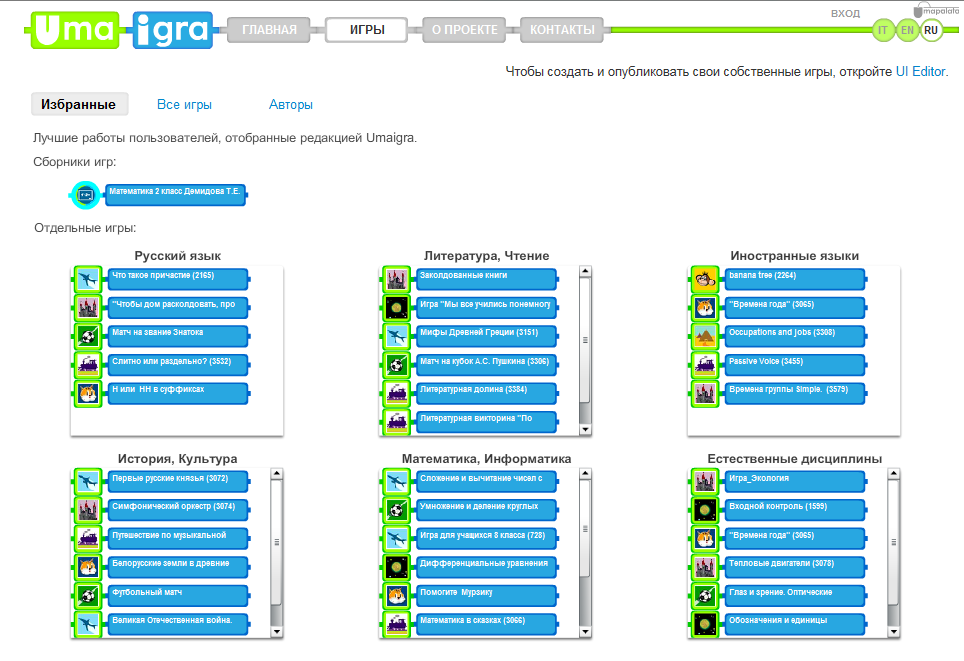 Uma igra ГЛАВНАЯ ИГРЫ О ПРОЕКТЕ КОНТАКТЫ ВХОД mapalata
IT EN RU
Чтобы создать и опубликовать свои собственные игры, откройте UI Editor.
Избранные Все игры Авторы
Лучшие работы пользователей, отобранные редакцией Umaigra.
Сборники игр:
Математика 2 класс Демидова Т.Е.
Отдельные игры:
Русский язык
Что такое причастие (2165)
"Чтобы дом расколдовать, про
Матч на звание Знатока
Слитно или раздельно? (3532)
Н или НН в суффиксах
Литература, Чтение
Заколдованные книги
Игра "Мы все учились понемногу
Мифы Древней Греции (3151)
Матч на кубок А.С. Пушкина (3306)
Литературная долина (3384)
Литературная викторина "По
Иностранные языки
banana tree (2264)
"Времена года" (3065)
Occupations and jobs (3308)
Passive Voice (3455)
Времена группы Simple. (3579)
История, Культура
Первые русские князья (3072)
Симфонический оркестр (3074)
Путешествие по музыкальной
Белорусские земли в древние
Футбольный матч
Великая Отечественная война.
Математика, Информатика
Сложение и вычитание чисел с
Умножение и деление круглых
Игра для учащихся 8 класса (728)
Дифференциальные уравнения
Помогите Мурзику
Математика в сказках (3066)
Естественные дисциплины
Игра_Экология
Входной контроль (1599)
"Времена года" (3065)
Тепловые двигатели (3078)
Глаз и зрение. Оптические
Обозначения и единицы